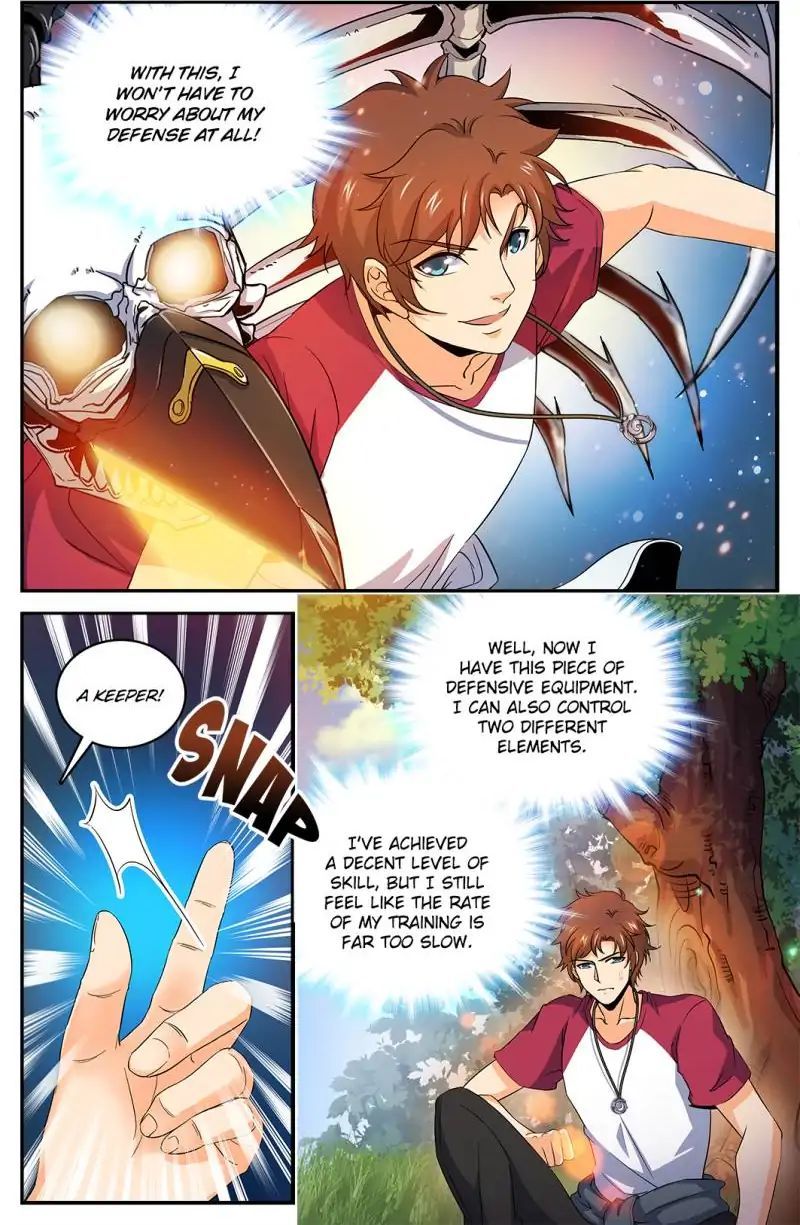 WITH THIS, I
WON'T HAVE TO
WORRY ABOUT MY
DEFENSE AT ALL!
A KEEPER!
SNAP
WELL, NOW I
HAVE THIS PIECE OF
DEFENSIVE EQUIPMENT.
I CAN ALSO CONTROL
TWO DIFFERENT
ELEMENTS.
I'VE ACHIEVED
A DECENT LEVEL OF
SKILL, BUT I STILL
FEEL LIKE THE RATE
OF MY TRAINING IS
FAR TOO SLOW.